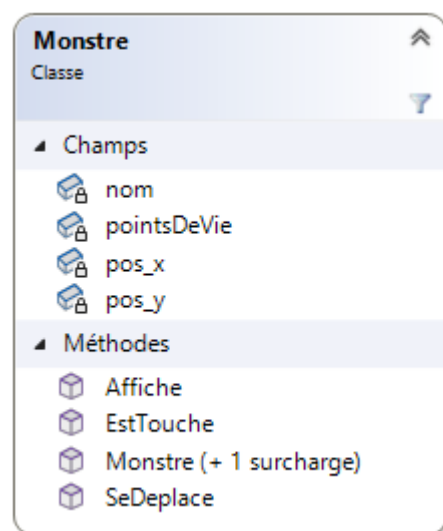 Monstre
Classe
Champs
nom
pointsDeVie
pos_x
pos_y
Méthodes
Affiche
EstTouche
Monstre (+ 1 surcharge)
SeDeplace